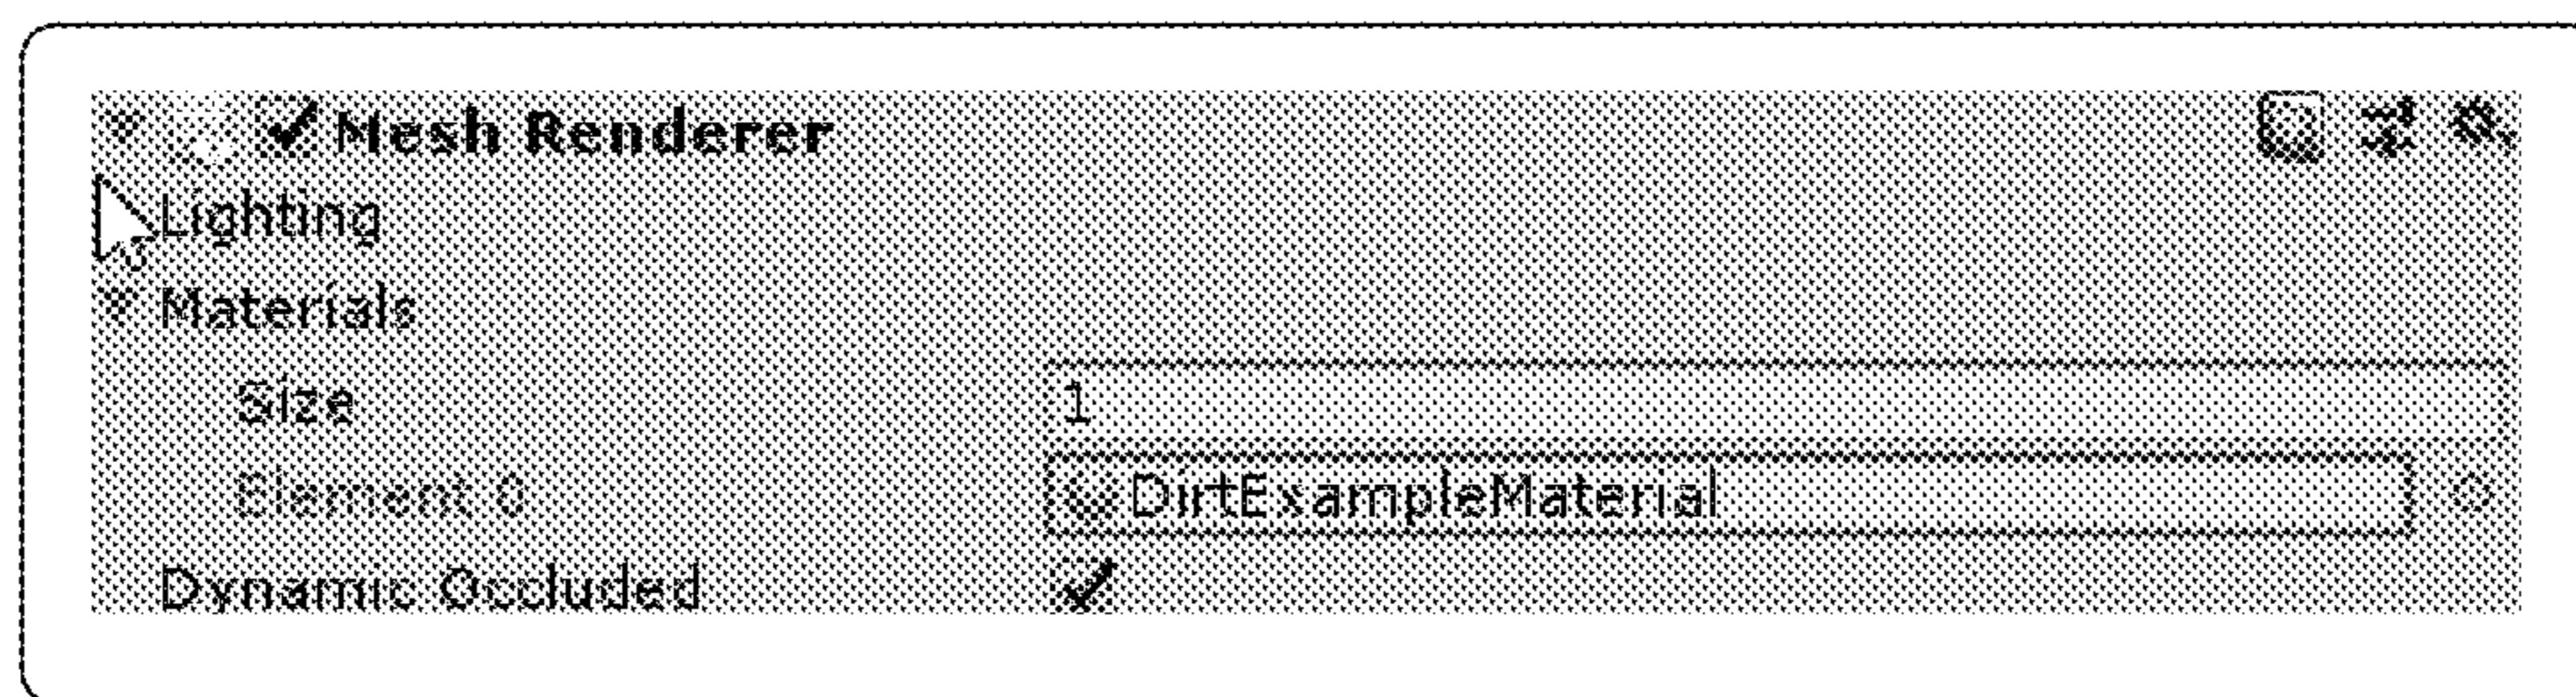 Mesh Renderer
Lighting
Materials
Size 1
Element 0 DirtExampleMaterial
Dynamic Occluded